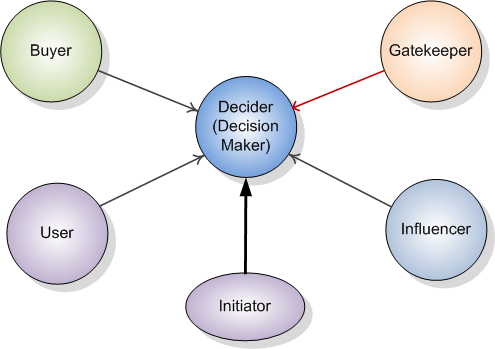 Buyer
Gatekeeper
Decider
(Decision
Maker)
User
Influencer
Initiator